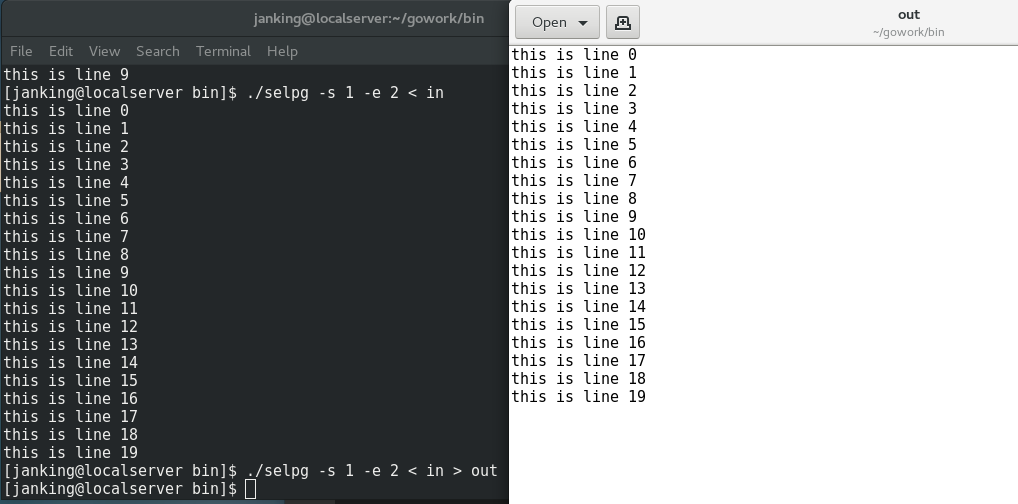 janking@localserver:~/gowork/bin
File Edit View Search Terminal Help
this is line 9
[janking@localserver bin]$ ./selpg -s 1 -e 2 < in
this is line 0
this is line 1
this is line 2
this is line 3
this is line 4
this is line 5
this is line 6
this is line 7
this is line 8
this is line 9
this is line 10
this is line 11
this is line 12
this is line 13
this is line 14
this is line 15
this is line 16
this is line 17
this is line 18
this is line 19
[janking@localserver bin]$ ./selpg -s 1 -e 2 < in > out
[janking@localserver bin]$
Open
out
~/gowork/bin
this is line 0
this is line 1
this is line 2
this is line 3
this is line 4
this is line 5
this is line 6
this is line 7
this is line 8
this is line 9
this is line 10
this is line 11
this is line 12
this is line 13
this is line 14
this is line 15
this is line 16
this is line 17
this is line 18
this is line 19